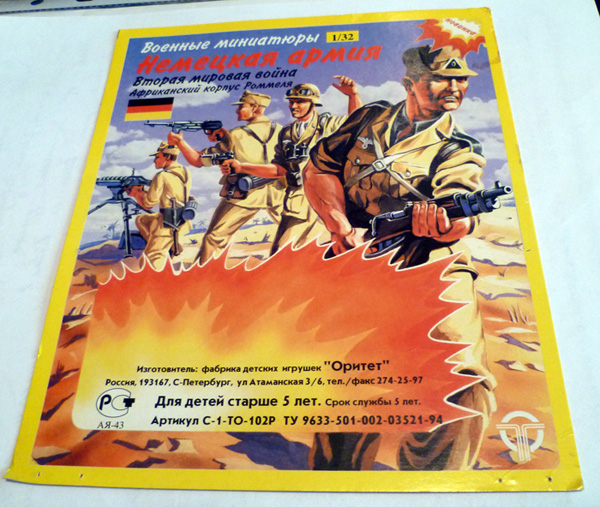 новинка
Военные миниатюры 1/32
Немецкая армия
Вторая мировая война
Африканский корпус Роммеля
Изготовитель: фабрика детских игрушек "Оритет"
Россия, 193167, С-Петербург, ул Атаманская 3/6, тел./факс 274-25-97
Для детей старше 5 лет. Срок службы 5 лет.
РСТ
АЯ-43
Артикул С-1-ТО-102Р ТУ 9633-501-002-03521-94